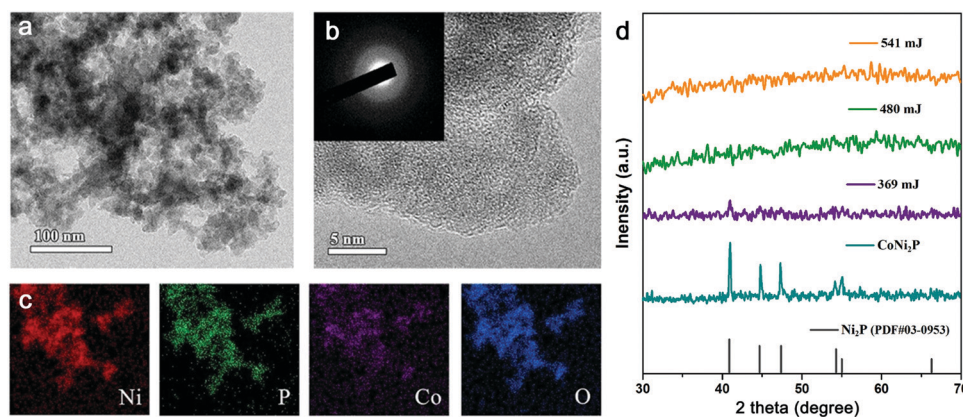 a
100 nm
b
5 nm
c
Ni
P
Co
O
d
541 mJ
480 mJ
369 mJ
CoNi₂P
Ni₂P (PDF#03-0953)
Inensity (a.u.)
30 40 50 60 70
2 theta (degree)